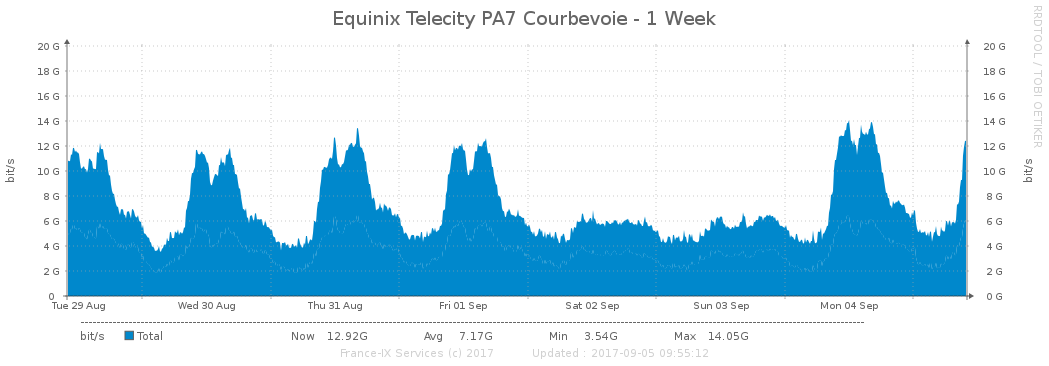 Equinix Telecity PA7 Courbevoie - 1 Week
RRDTOOL / TOBI OETIKER
20 G 20 G
18 G 18 G
16 G 16 G
14 G 14 G
12 G 12 G
10 G 10 G
8 G 8 G
6 G 6 G
4 G 4 G
2 G 2 G
0 0 G
bit/s
bit/s
Tue 29 Aug Wed 30 Aug Thu 31 Aug Fri 01 Sep Sat 02 Sep Sun 03 Sep Mon 04 Sep
bit/s Total Now 12.92G Avg 7.17G Min 3.54G Max 14.05G
France-IX Services (c) 2017 Updated : 2017-09-05 09:55:12